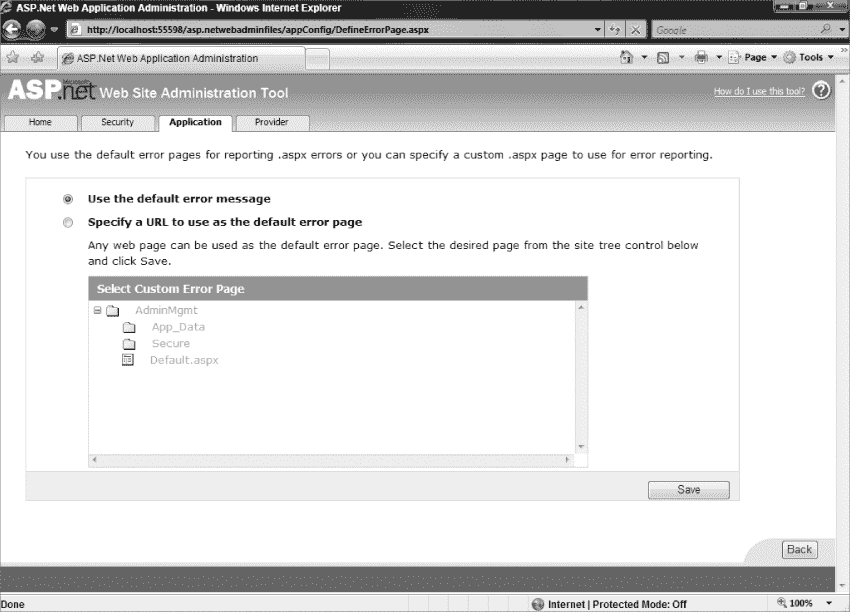 ASP.Net Web Application Administration - Windows Internet Explorer
http://localhost:55598/asp.netwebadminfiles/appConfig/DefineErrorPage.aspx
Google
ASP.Net Web Application Administration
Page
Tools
Microsoft
ASP.net Web Site Administration Tool
How do I use this tool? ?
Home Security Application Provider
You use the default error pages for reporting .aspx errors or you can specify a custom .aspx page to use for error reporting.
Use the default error message
Specify a URL to use as the default error page
Any web page can be used as the default error page. Select the desired page from the site tree control below
and click Save.
Select Custom Error Page
AdminMgmt
App_Data
Secure
Default.aspx
Save
Back
Done
Internet | Protected Mode: Off
100%